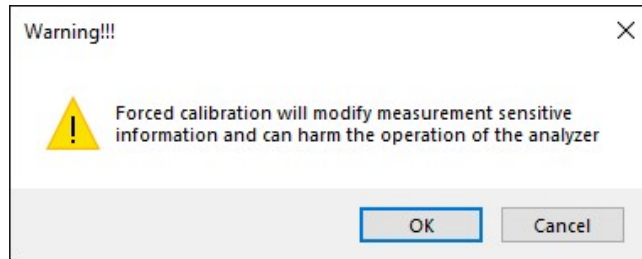 Warning!!!
Forced calibration will modify measurement sensitive
information and can harm the operation of the analyzer
OK
Cancel